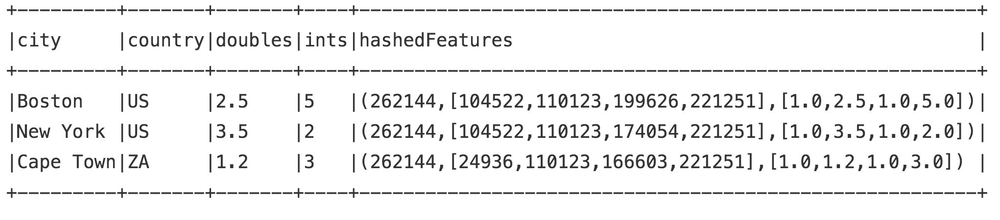 +---------+-------+-------+----+--------------------------------------------------------+
|city     |country|doubles|ints|hashedFeatures                                          |
+---------+-------+-------+----+--------------------------------------------------------+
|Boston   |US     |2.5    |5   |(262144,[104522,110123,199626,221251],[1.0,2.5,1.0,5.0])|
|New York |US     |3.5    |2   |(262144,[104522,110123,174054,221251],[1.0,3.5,1.0,2.0])|
|Cape Town|ZA     |1.2    |3   |(262144,[24936,110123,166603,221251],[1.0,1.2,1.0,3.0]) |
+---------+-------+-------+----+--------------------------------------------------------+